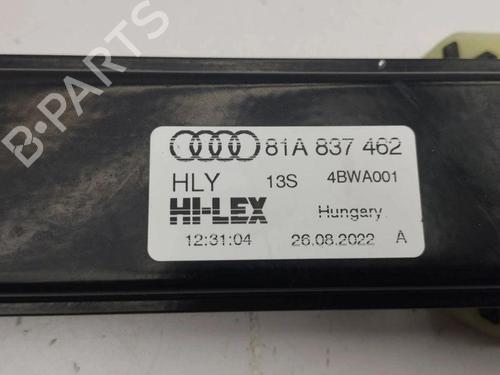 81A 837 462
HLY 13S 4BWA001
HI-LEX Hungary
12:31:04 26.08.2022 A
B-PARTS